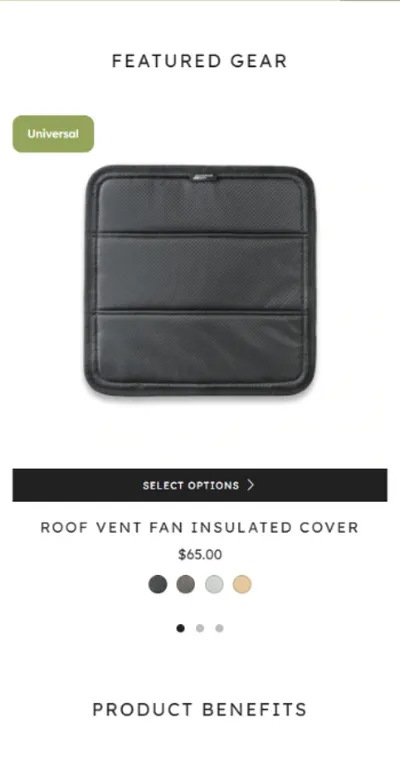 FEATURED GEAR
Universal
SELECT OPTIONS
ROOF VENT FAN INSULATED COVER
$65.00
PRODUCT BENEFITS